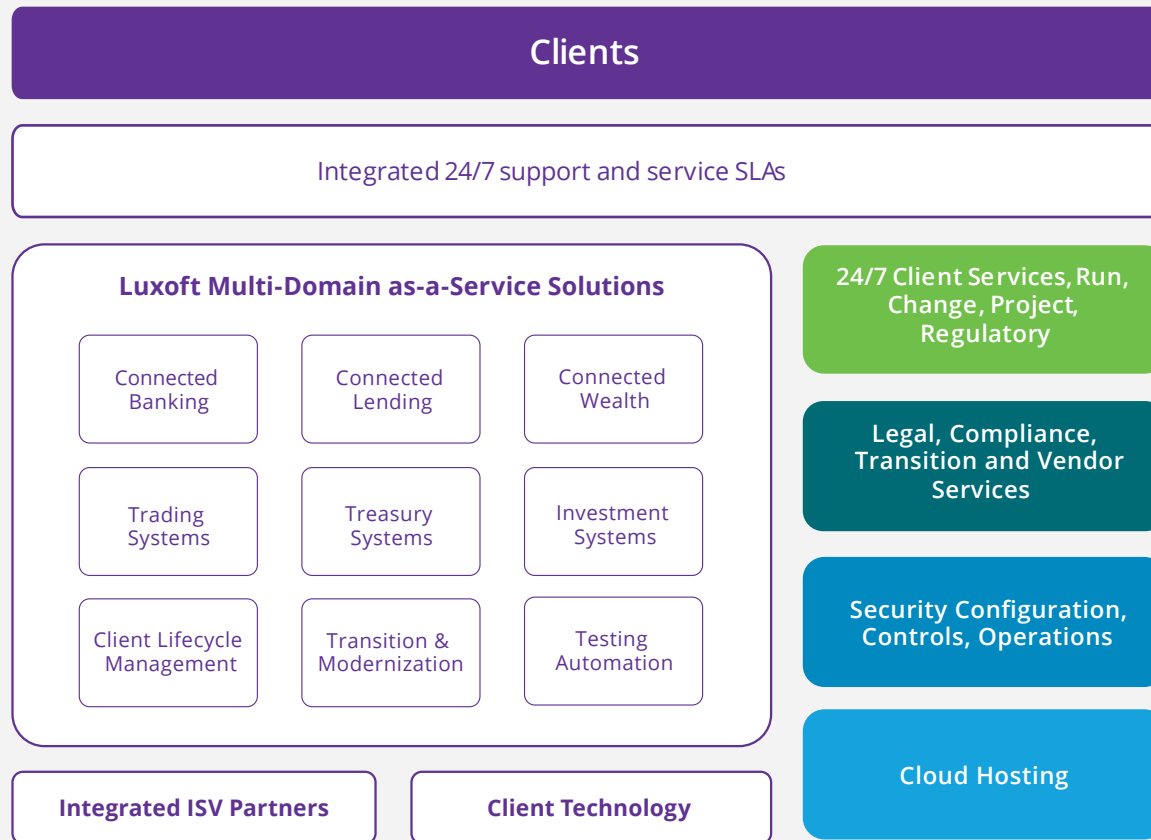 Clients
Integrated 24/7 support and service SLAs
Luxoft Multi-Domain as-a-Service Solutions
Connected
Banking
Connected
Lending
Connected
Wealth
Trading
Systems
Treasury
Systems
Investment
Systems
Client Lifecycle
Management
Transition &
Modernization
Testing
Automation
Integrated ISV Partners
Client Technology
24/7 Client Services, Run,
Change, Project,
Regulatory
Legal, Compliance,
Transition and Vendor
Services
Security Configuration,
Controls, Operations
Cloud Hosting